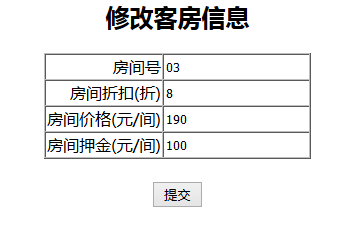 修改客房信息
房间号 03
房间折扣(折) 8
房间价格(元/间) 190
房间押金(元/间) 100
提交